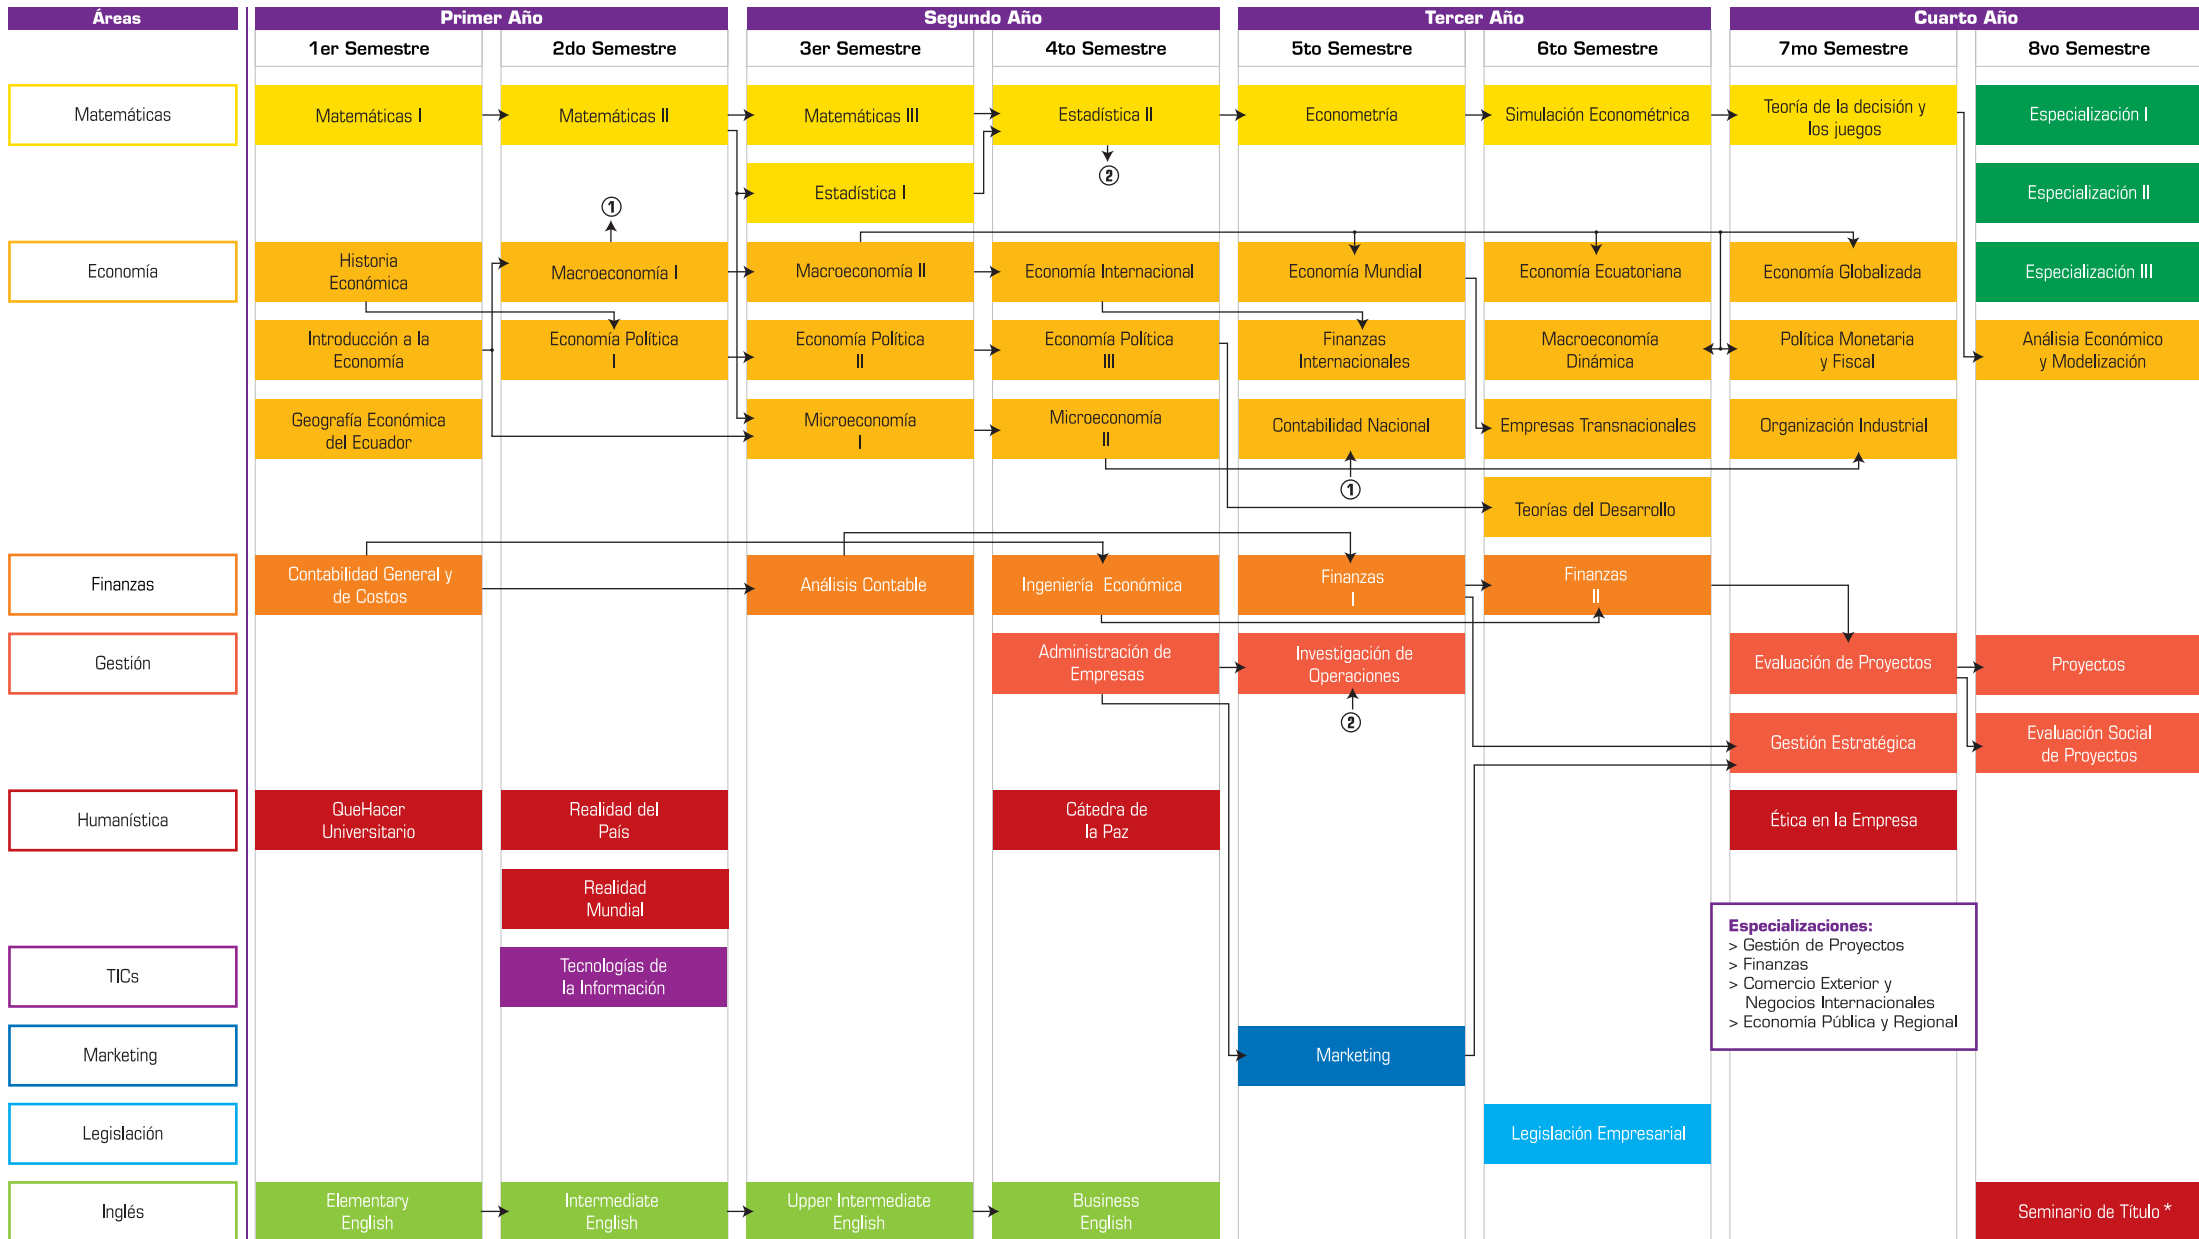 Áreas
Primer Año
Segundo Año
Tercer Año
Cuarto Año
1er Semestre
2do Semestre
3er Semestre
4to Semestre
5to Semestre
6to Semestre
7mo Semestre
8vo Semestre
Matemáticas
Matemáticas I
Matemáticas II
Matemáticas III
Estadística II
Econometría
Simulación Econométrica
Teoría de la decisión y
los juegos
Especialización I
②
Estadística I
Especialización II
①
Economía
Historia
Económica
Macroeconomía I
Macroeconomía II
Economía Internacional
Economía Mundial
Economía Ecuatoriana
Economía Globalizada
Especialización III
Introducción a la
Economía
Economía Política
I
Economía Política
II
Economía Política
III
Finanzas
Internacionales
Macroeconomía
Dinámica
Política Monetaria
y Fiscal
Análisia Económico
y Modelización
Geografía Económica
del Ecuador
Microeconomía
I
Microeconomía
II
Contabilidad Nacional
Empresas Transnacionales
Organización Industrial
①
Teorías del Desarrollo
Finanzas
Contabilidad General y
de Costos
Análisis Contable
Ingeniería Económica
Finanzas
I
Finanzas
II
Gestión
Administración de
Empresas
Investigación de
Operaciones
Evaluación de Proyectos
Proyectos
②
Gestión Estratégica
Evaluación Social
de Proyectos
Humanística
QueHacer
Universitario
Realidad del
País
Cátedra de
la Paz
Ética en la Empresa
Realidad
Mundial
Especializaciones:
> Gestión de Proyectos
> Finanzas
> Comercio Exterior y
Negocios Internacionales
> Economía Pública y Regional
TICs
Tecnologías de
la Información
Marketing
Marketing
Legislación
Legislación Empresarial
Inglés
Elementary
English
Intermediate
English
Upper Intermediate
English
Business
English
Seminario de Título *